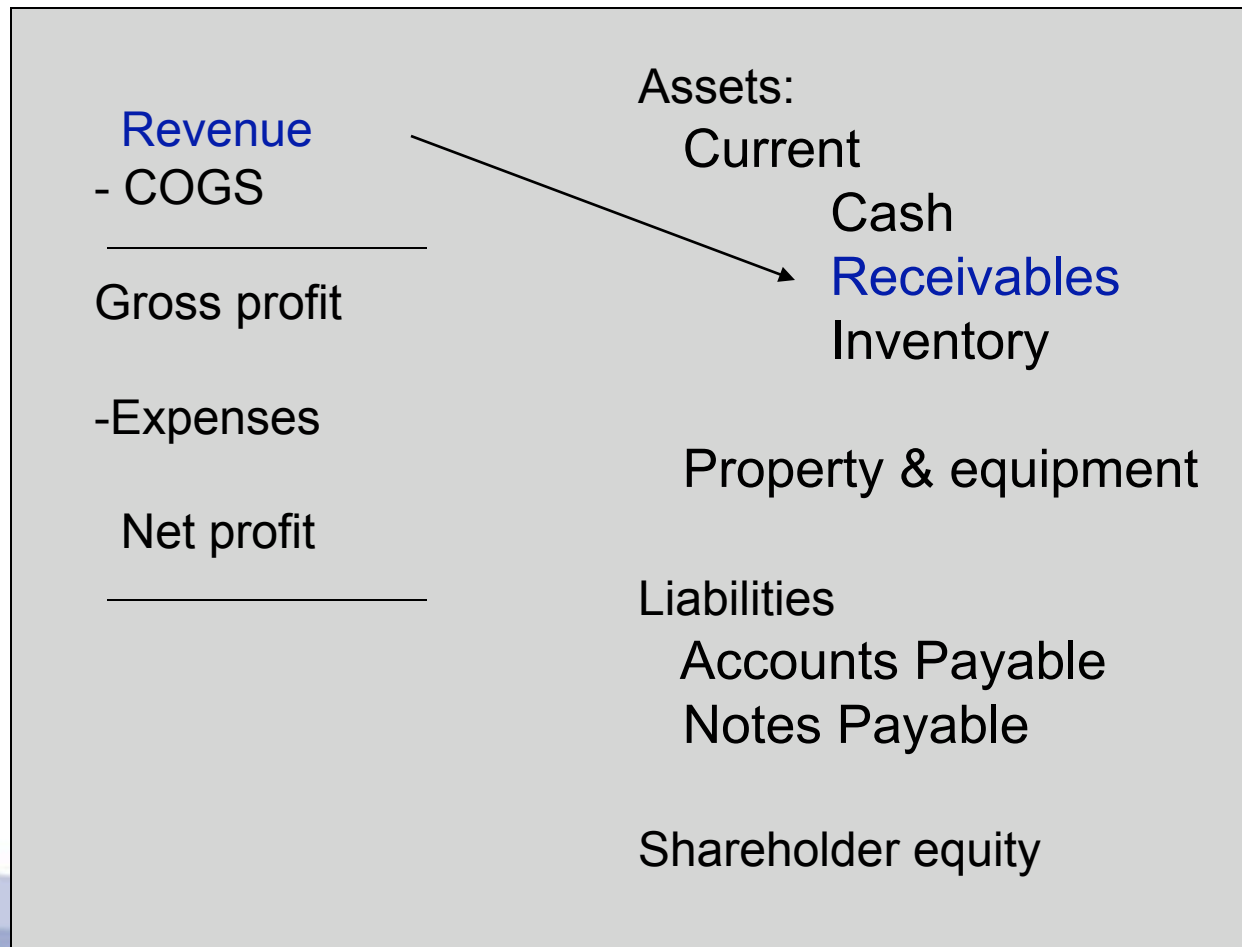 Revenue
- COGS
Gross profit
-Expenses
Net profit
Assets:
Current
Cash
Receivables
Inventory
Property & equipment
Liabilities
Accounts Payable
Notes Payable
Shareholder equity